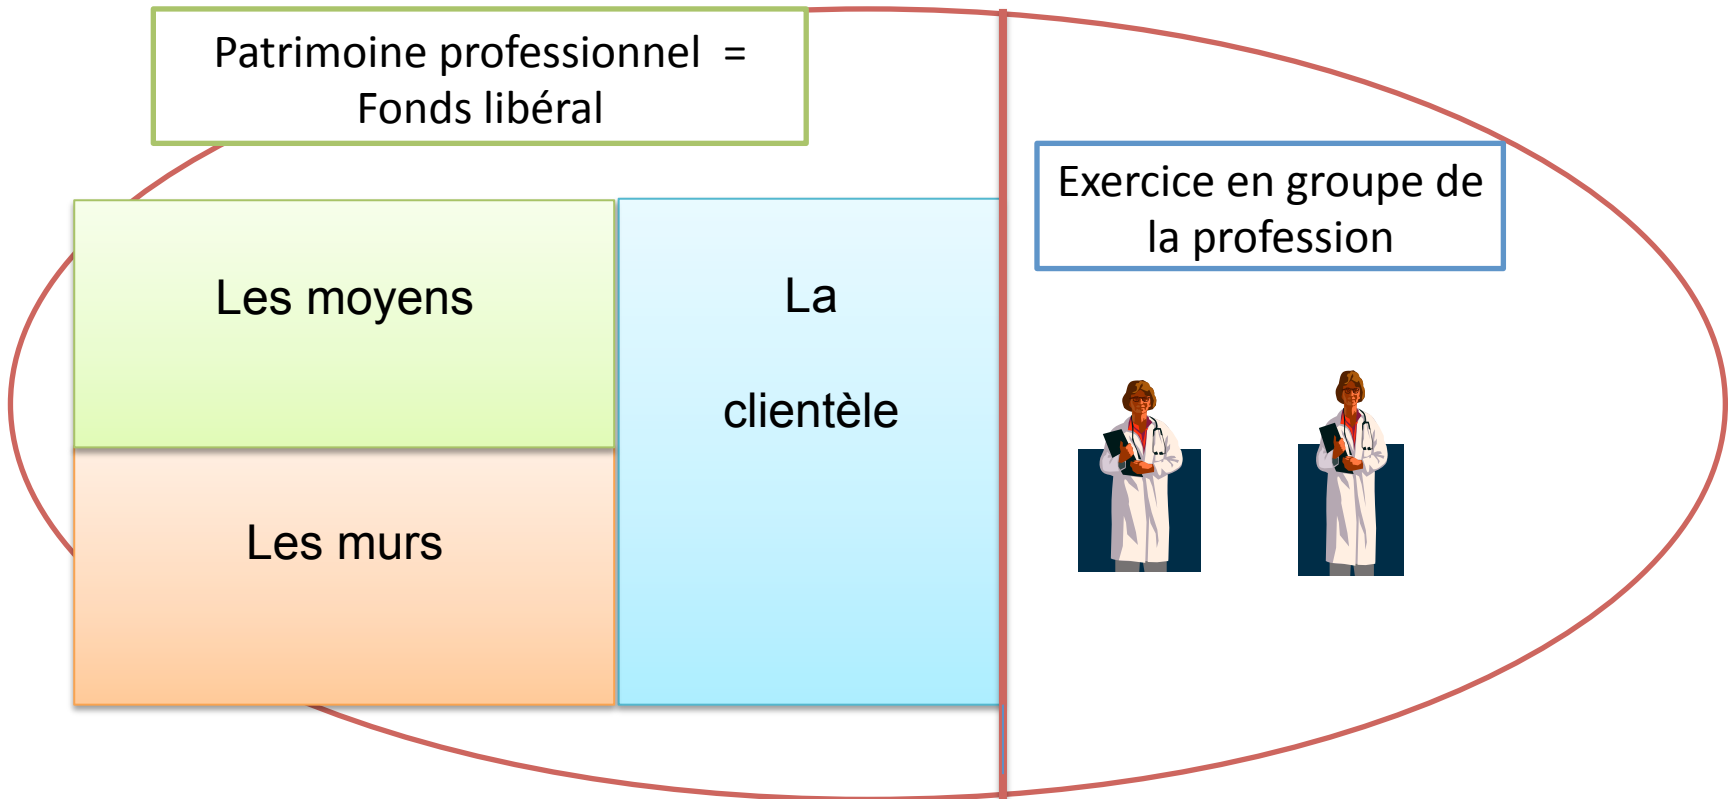 Patrimoine professionnel =
Fonds libéral
Exercice en groupe de
la profession
Les moyens
La
clientèle
Les murs